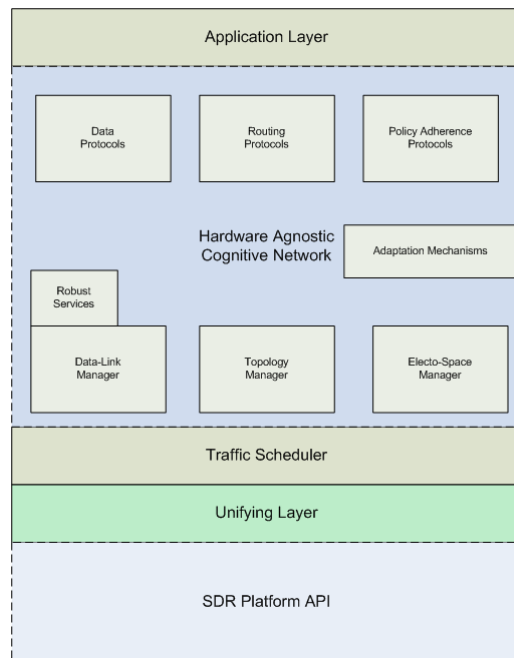 Application Layer
Data
Protocols
Routing
Protocols
Policy Adherence
Protocols
Hardware Agnostic
Cognitive Network
Adaptation Mechanisms
Robust
Services
Data-Link
Manager
Topology
Manager
Electo-Space
Manager
Traffic Scheduler
Unifying Layer
SDR Platform API